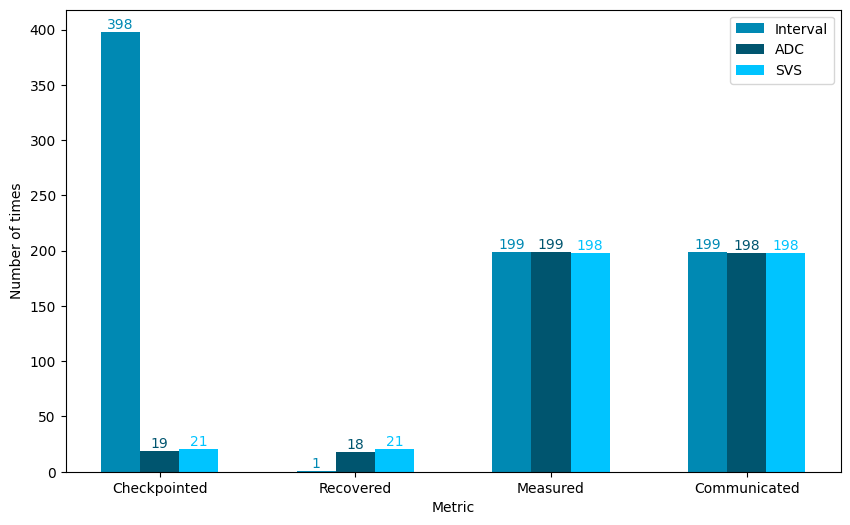 Interval
ADC
SVS
Number of times
400
350
300
250
200
150
100
50
0
398
19
21
1
18
21
199
199
198
199
198
198
Checkpointed
Recovered
Measured
Communicated
Metric